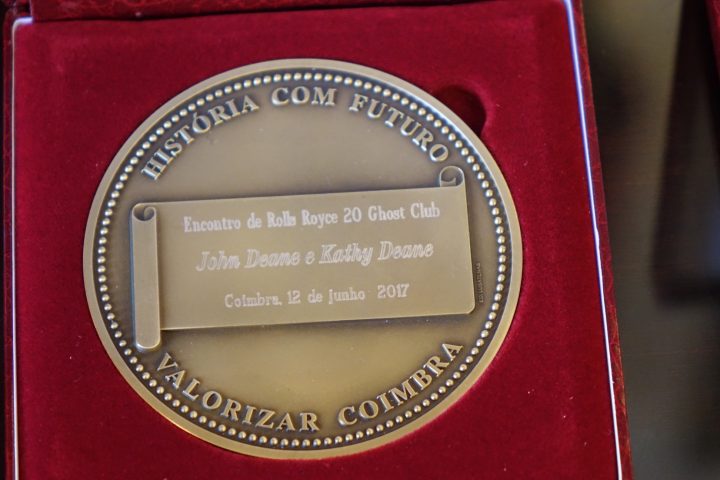 HISTÓRIA COM FUTURO
Encontro de Rolls Royce 20 Ghost Club
John Deane e Kathy Deane
Coimbra, 12 de junho 2017
VALORIZAR COIMBRA